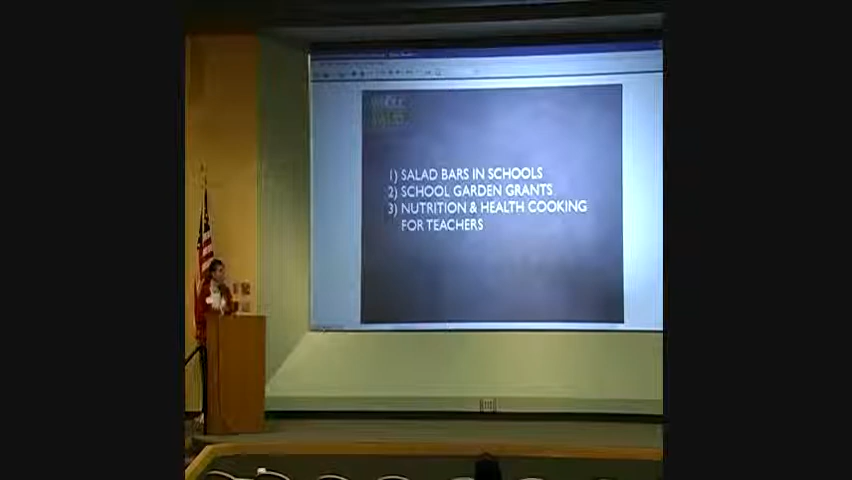 1) SALAD BARS IN SCHOOLS
2) SCHOOL GARDEN GRANTS
3) NUTRITION & HEALTH COOKING
FOR TEACHERS